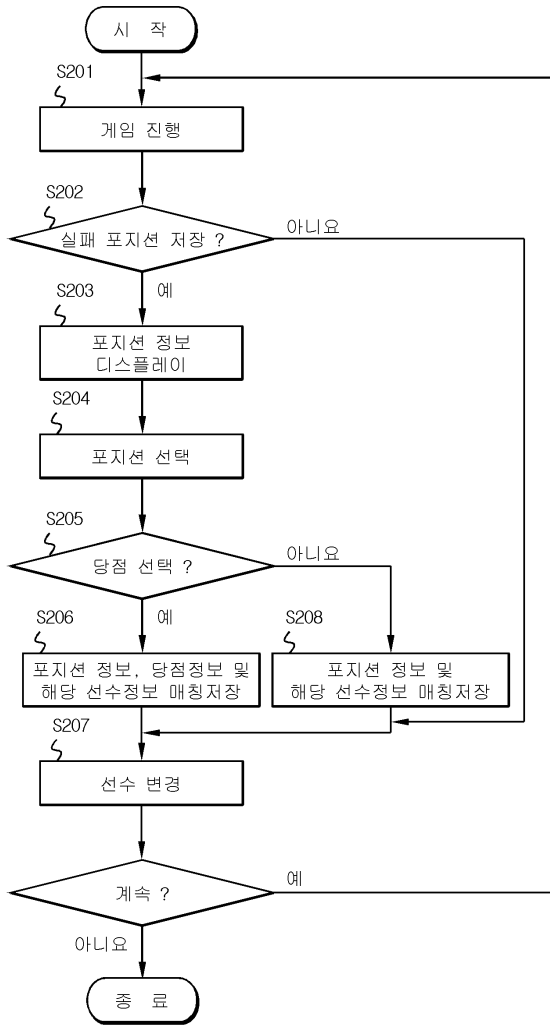 시 작
S201
게임 진행
S202
실패 포지션 저장 ?
아니요
예
S203
포지션 정보
디스플레이
S204
포지션 선택
S205
당점 선택 ?
아니요
예
S206
포지션 정보, 당점정보 및
해당 선수정보 매칭저장
S208
포지션 정보 및
해당 선수정보 매칭저장
S207
선수 변경
계속 ?
예
아니요
종 료